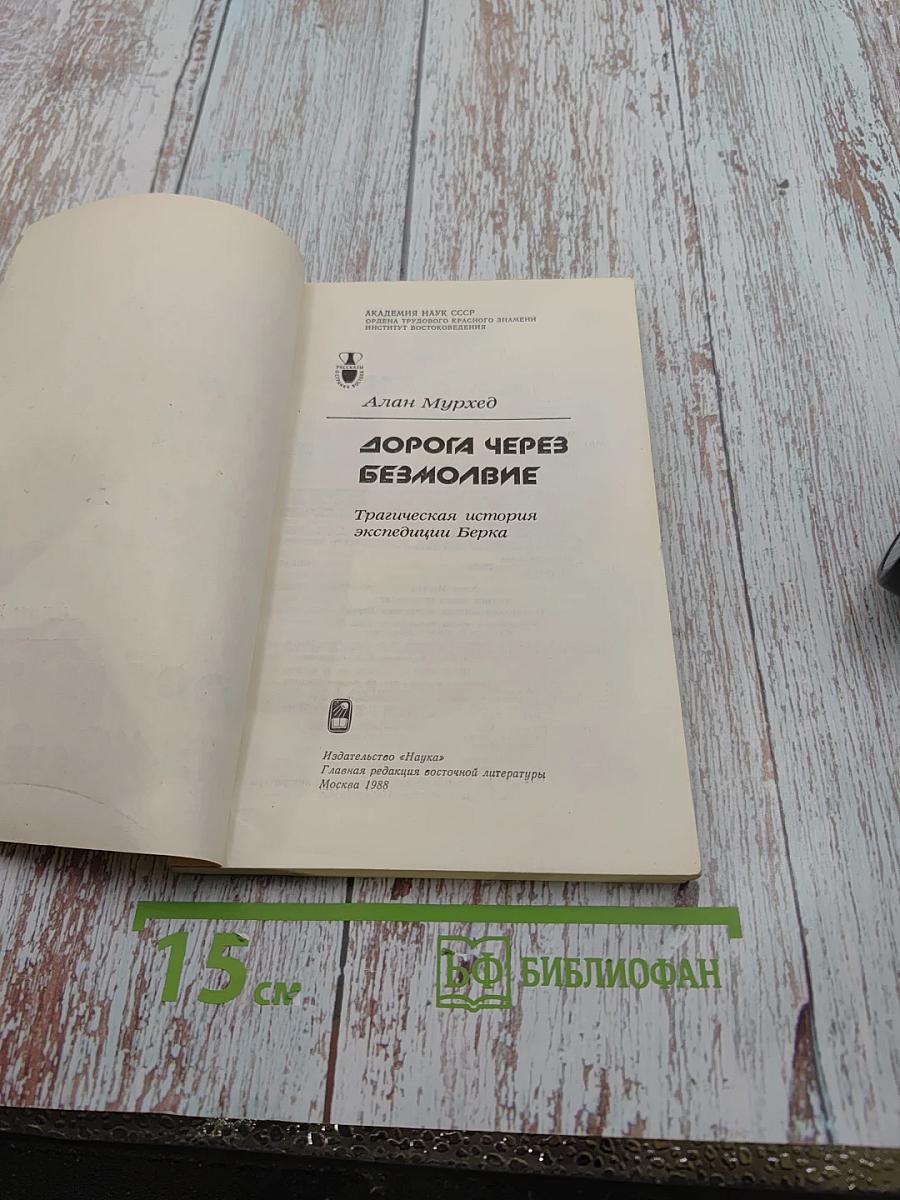 АКАДЕМИЯ НАУК СССР
ОРДЕНА ТРУДОВОГО КРАСНОГО ЗНАМЕНИ
ИНСТИТУТ ВОСТОКОВЕДЕНИЯ
РАССКАЗЫ
Алан Мурхед
ДОРОГА ЧЕРЕЗ
БЕЗМОЛВИЕ
Трагическая история
экспедиции Берка
Издательство «Наука»
Главная редакция восточной литературы
Москва 1988
15 см
БФ БИБЛИОФАН